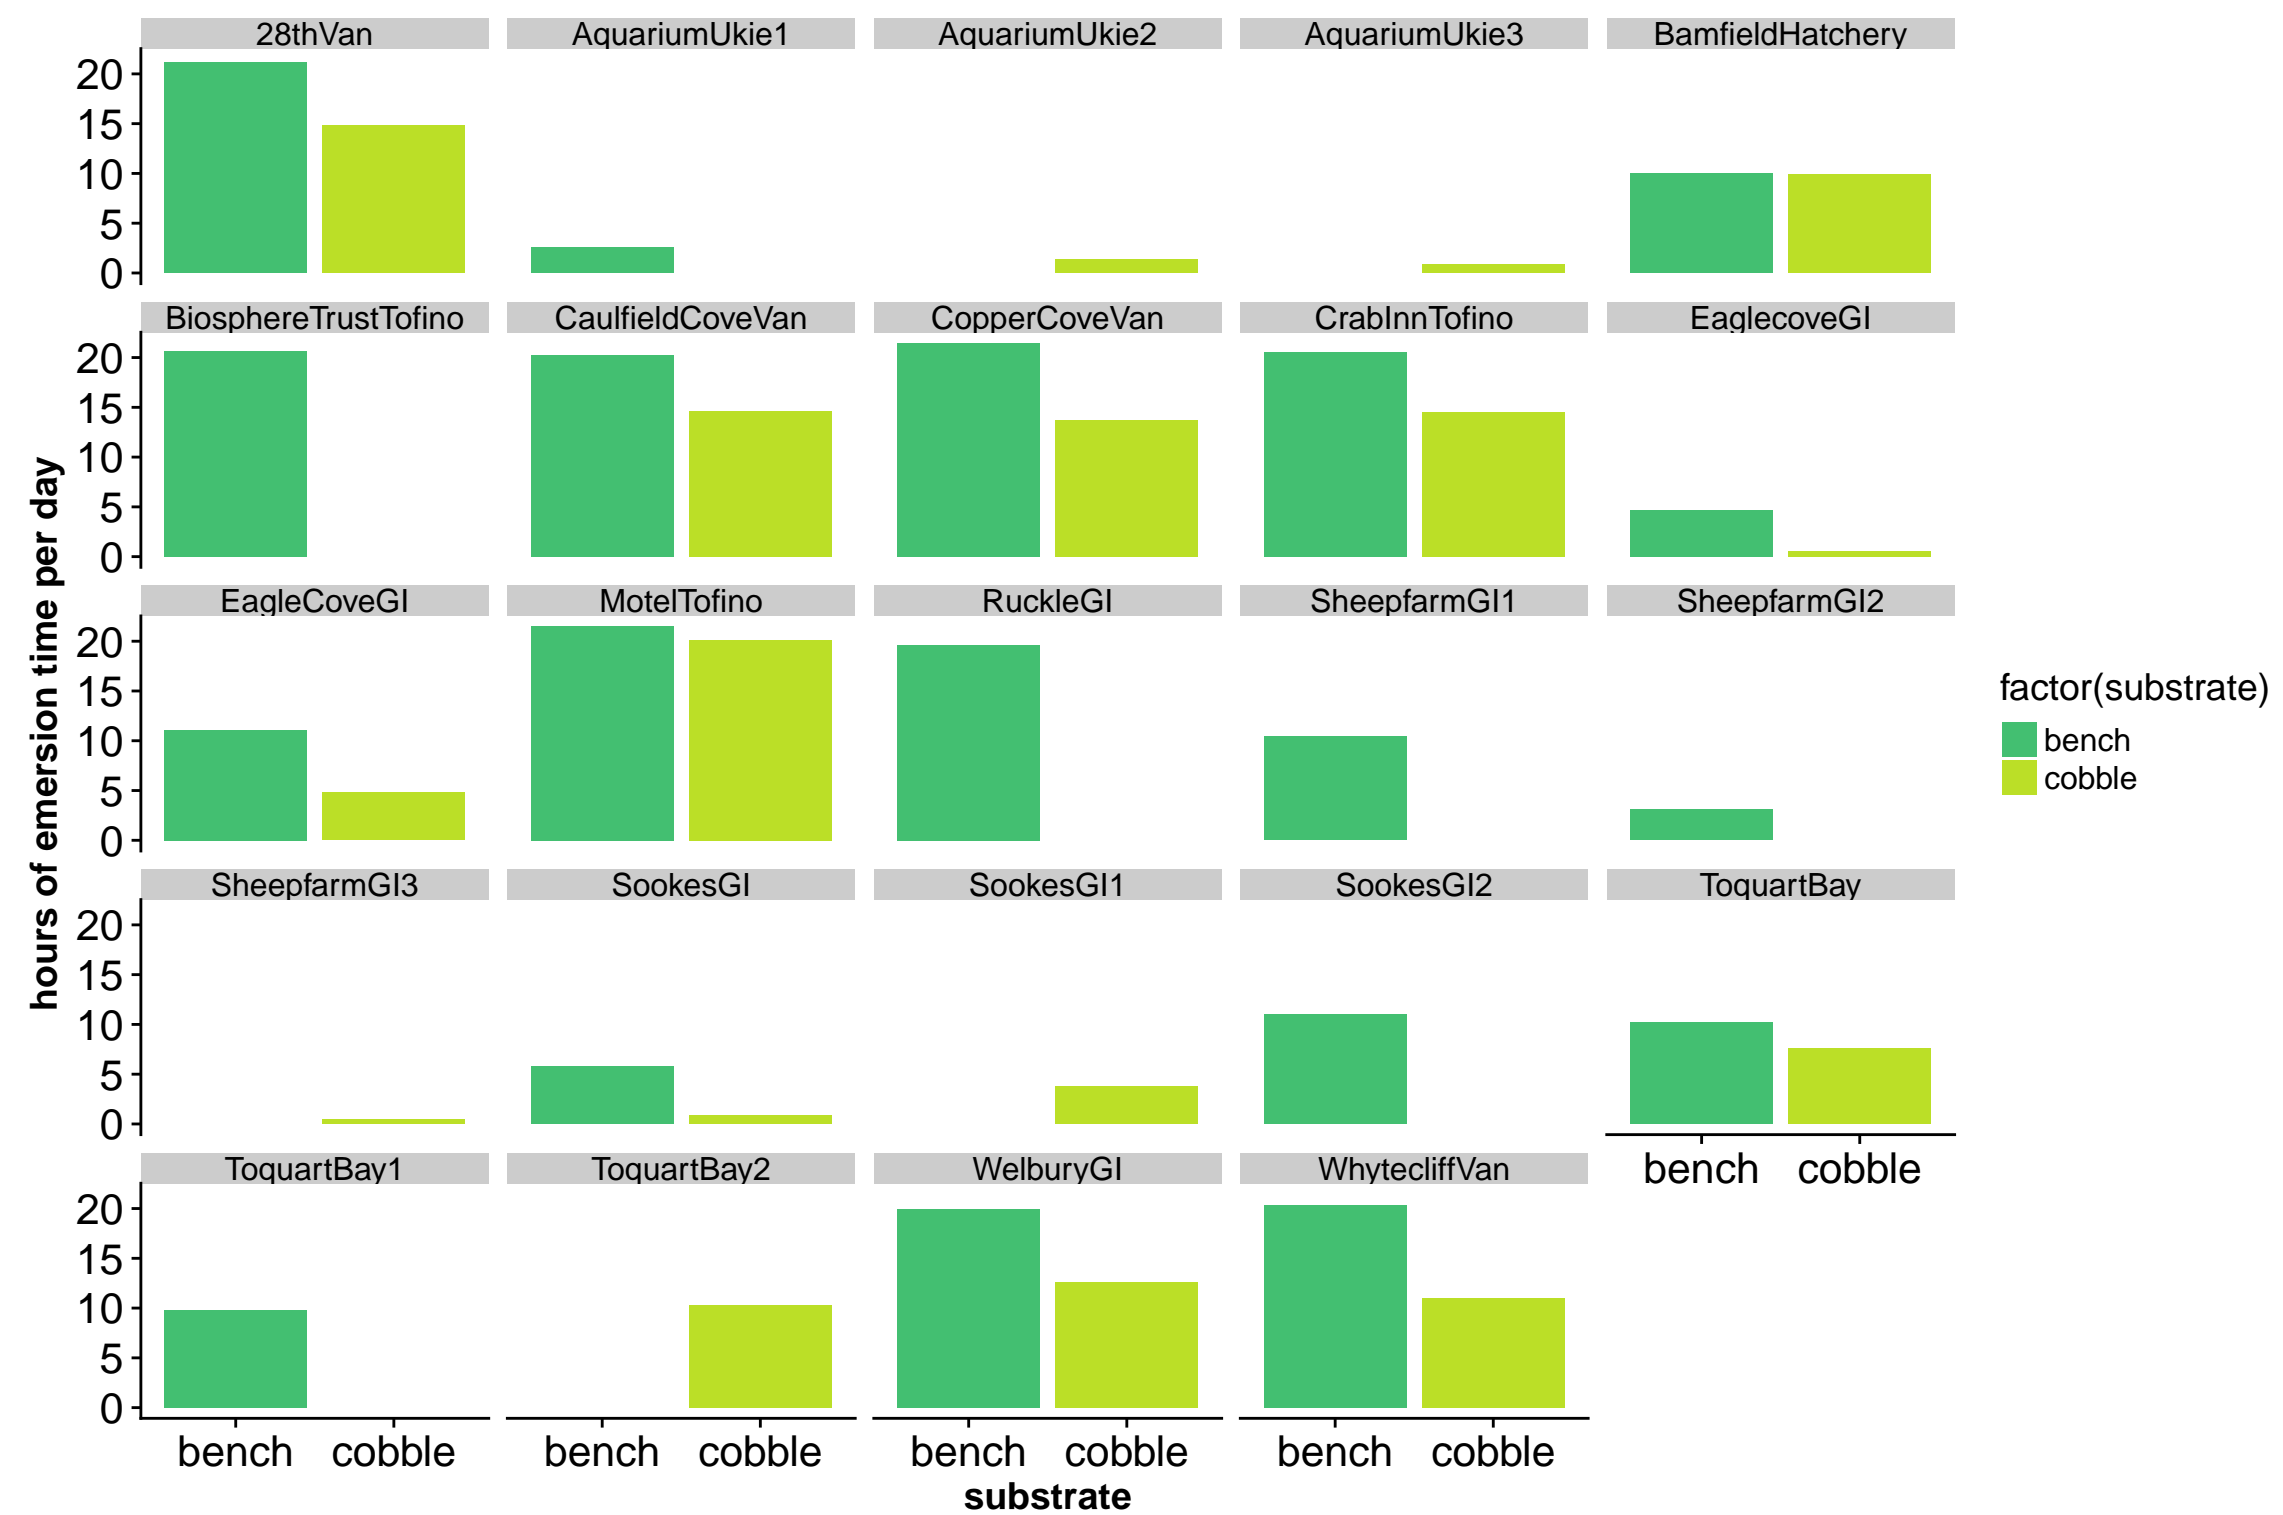 28thVan AquariumUkie1 AquariumUkie2 AquariumUkie3 BamfieldHatchery
20
15
10
5
0
BiosphereTrustTofino CaulfieldCoveVan CopperCoveVan CrabInnTofino EaglecoveGI
20
15
10
5
0
EagleCoveGI MotelTofino RuckleGI SheepfarmGI1 SheepfarmGI2
20
15
10
5
0
SheepfarmGI3 SookesGI SookesGI1 SookesGI2 ToquartBay
20
15
10
5
0
bench cobble
ToquartBay1 ToquartBay2 WelburyGI WhytecliffVan
20
15
10
5
0
bench cobble bench cobble bench cobble bench cobble
substrate
hours of emersion time per day
factor(substrate)
bench
cobble